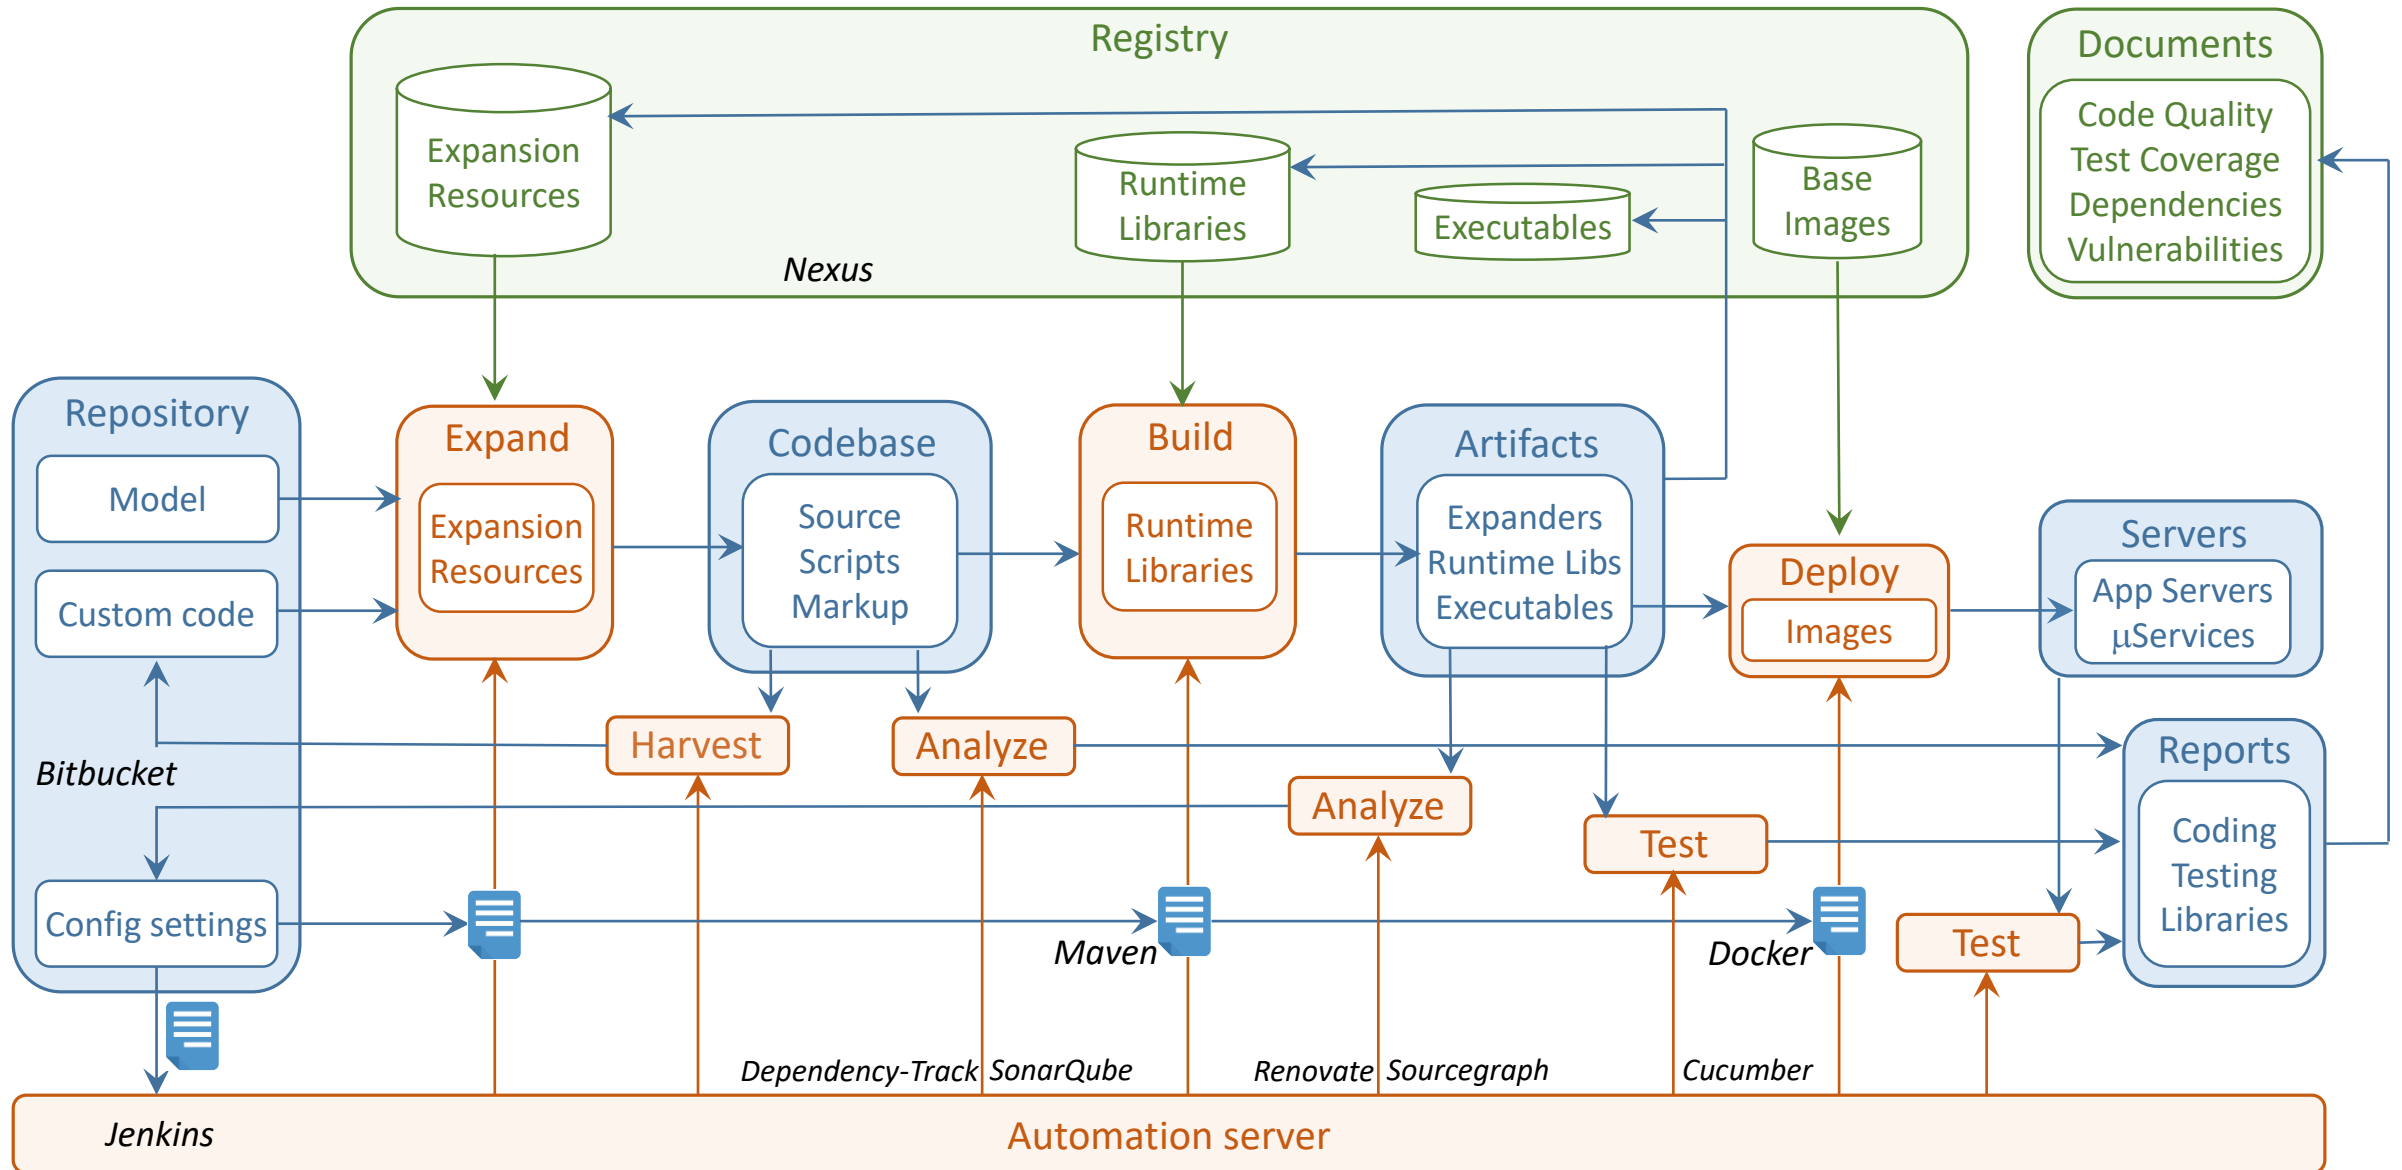 Registry
Expansion
Resources
Runtime
Libraries
Executables
Base
Images
Nexus
Documents
Code Quality
Test Coverage
Dependencies
Vulnerabilities
Repository
Model
Custom code
Bitbucket
Config settings
Expand
Expansion
Resources
Codebase
Source
Scripts
Markup
Build
Runtime
Libraries
Artifacts
Expanders
Runtime Libs
Executables
Deploy
Images
Servers
App Servers
µServices
Harvest
Analyze
Analyze
Test
Test
Reports
Coding
Testing
Libraries
Maven
Docker
Dependency-Track
SonarQube
Renovate
Sourcegraph
Cucumber
Jenkins
Automation server